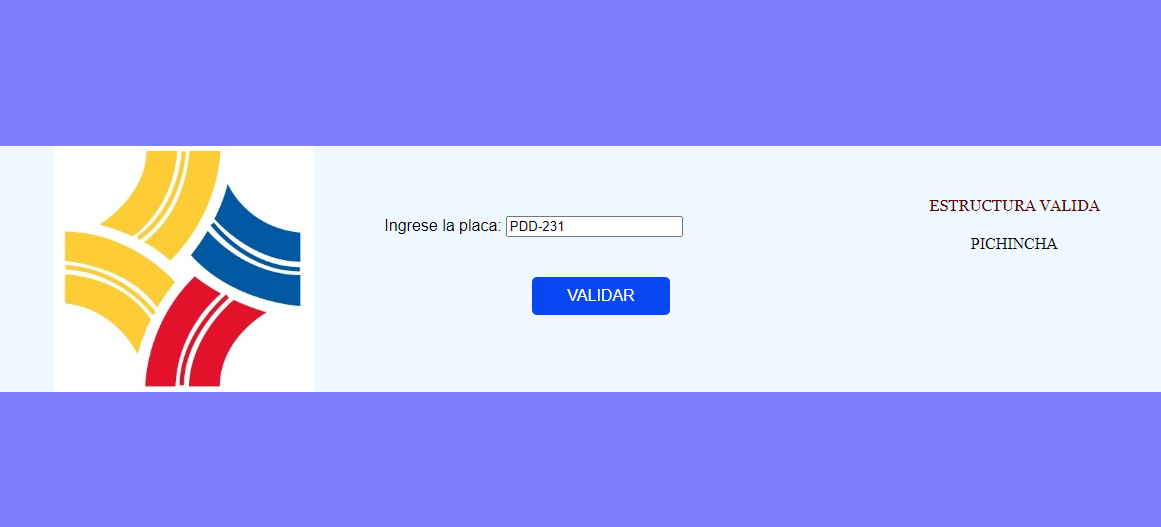 Ingrese la placa: PDD-231
VALIDAR
ESTRUCTURA VALIDA
PICHINCHA